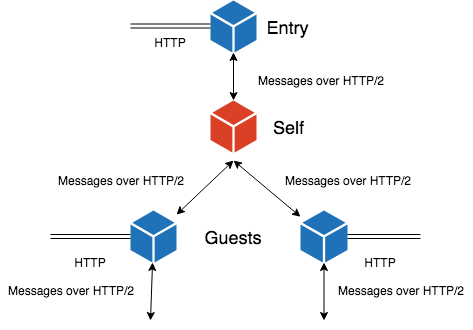 Entry
HTTP
Messages over HTTP/2
Self
Messages over HTTP/2
Messages over HTTP/2
Guests
HTTP
HTTP
Messages over HTTP/2
Messages over HTTP/2